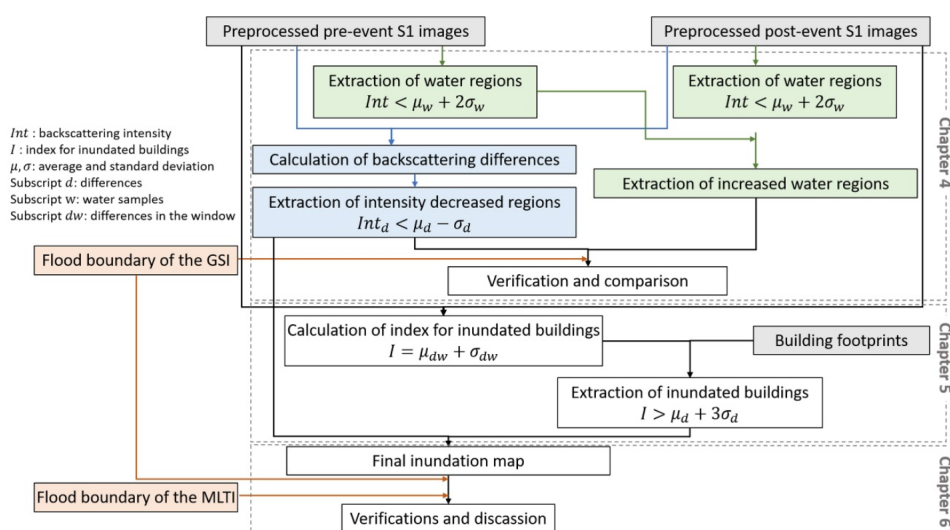 Preprocessed pre-event S1 images
Preprocessed post-event S1 images
Extraction of water regions
Int < μw + 2σw
Extraction of water regions
Int < μw + 2σw
Chapter 4
Int : backscattering intensity
I : index for inundated buildings
μ, σ: average and standard deviation
Subscript d: differences
Subscript w: water samples
Subscript dw: differences in the window
Calculation of backscattering differences
Extraction of increased water regions
Extraction of intensity decreased regions
Intd < μd − σd
Flood boundary of the GSI
Verification and comparison
Calculation of index for inundated buildings
I = μdw + σdw
Building footprints
Chapter 5
Extraction of inundated buildings
I > μd + 3σd
Final inundation map
Flood boundary of the MLTI
Verifications and discassion
Chapter 6